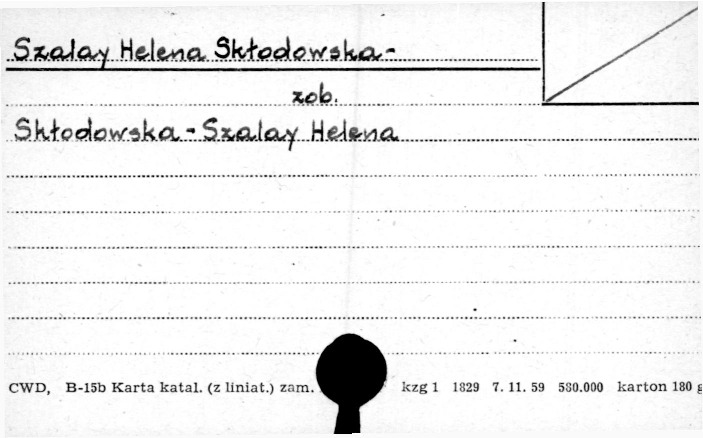 Szalay Helena Skłodowska-
zob.
Skłodowska - Szalay Helena
CWD, B-15b Karta katal. (z liniat.) zam. kzg 1 1829 7. 11. 59 580.000 karton 180 g